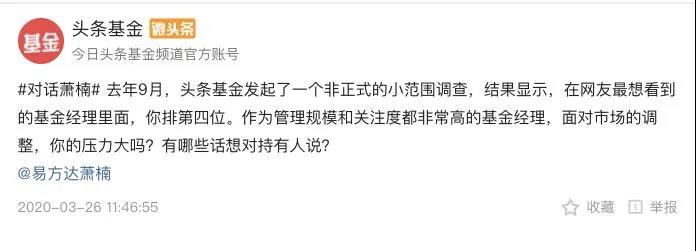 基金
头条基金 微头条
今日头条基金频道官方账号
#对话萧楠# 去年9月，头条基金发起了一个非正式的小范围调查，结果显示，在网友最想看到
的基金经理里面，你排第四位。作为管理规模和关注度都非常高的基金经理，面对市场的调
整，你的压力大吗？有哪些话想对持有人说？
@易方达萧楠
2020-03-26 11:46:55 收藏 举报